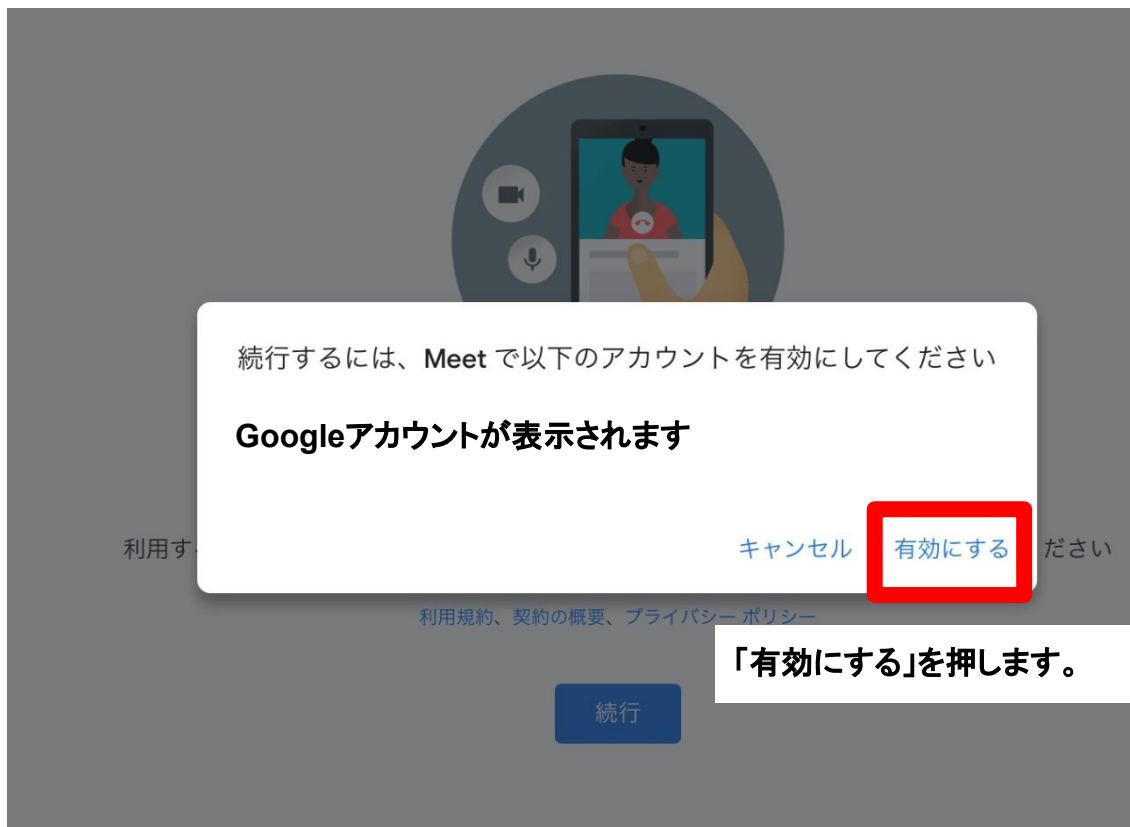 続行するには、Meet で以下のアカウントを有効にしてください
Googleアカウントが表示されます
キャンセル 有効にする
利用す ださい
利用規約、契約の概要、プライバシー ポリシー
「有効にする」を押します。
続行